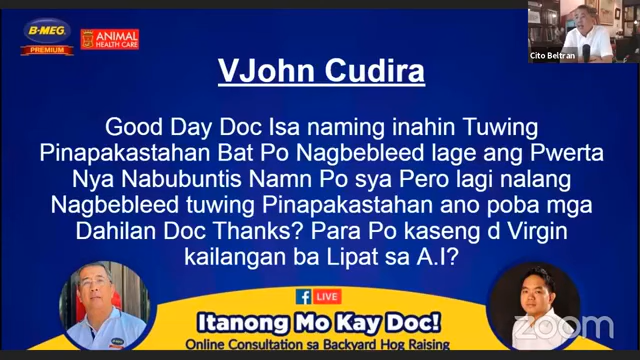 B-MEG
PREMIUM
ANIMAL
HEALTH CARE
Cito Beltran
VJohn Cudira
Good Day Doc Isa naming inahin Tuwing
Pinapakastahan Bat Po Nagbebleed lage ang Pwerta
Nya Nabubuntis Namn Po sya Pero lagi nalang
Nagbebleed tuwing Pinapakastahan ano poba mga
Dahilan Doc Thanks? Para Po kaseng d Virgin
kailangan ba Lipat sa A.I?
f LIVE
Itanong Mo Kay Doc!
Online Consultation sa Backyard Hog Raising
B-MEG
zoom